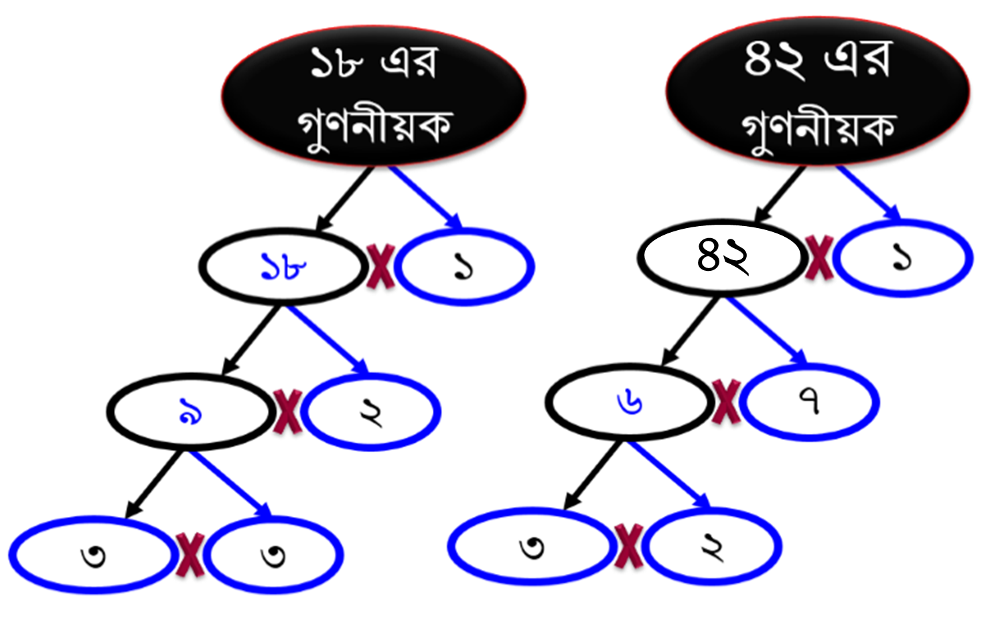 ১৮ এর
গুণনীয়ক
৪২ এর
গুণনীয়ক
১৮ X ১
৪২ X ১
৯ X ২
৬ X ৭
৩ X ৩
৩ X ২